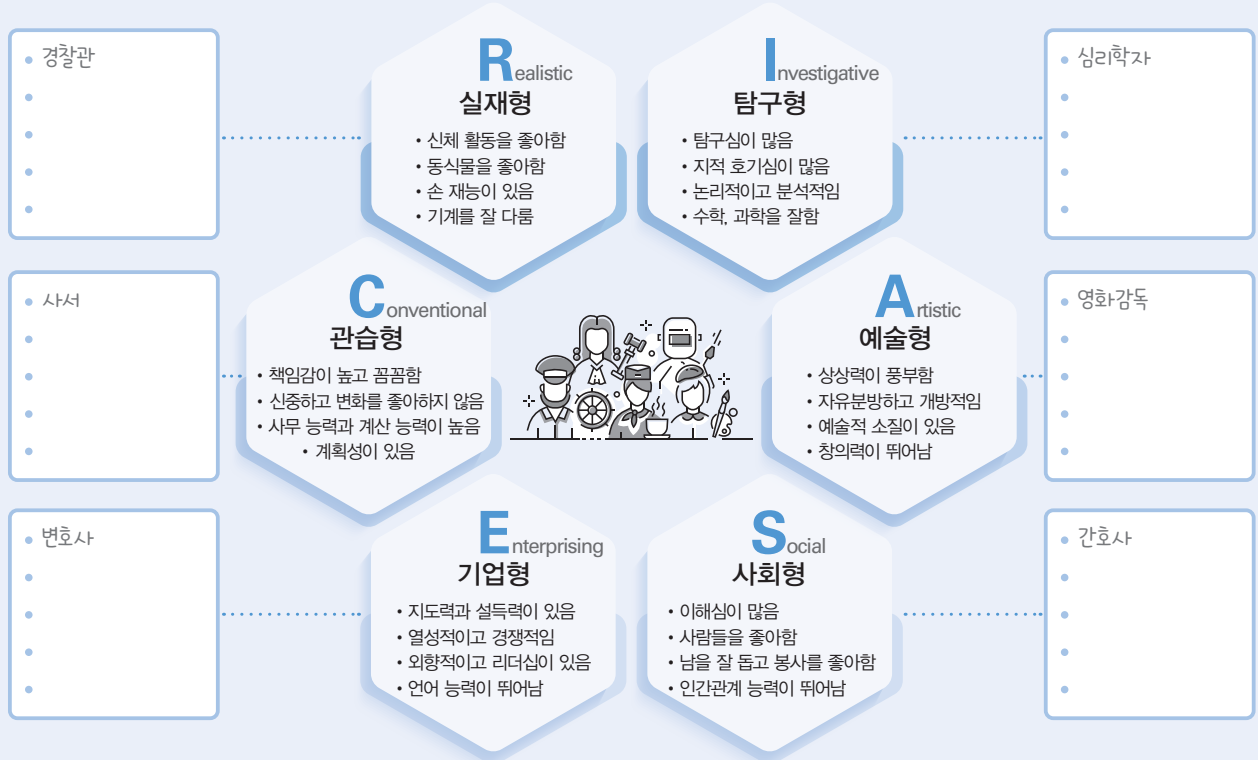 • 경찰관
Realistic
실재형
• 신체 활동을 좋아함
• 동식물을 좋아함
• 손 재능이 있음
• 기계를 잘 다룸
Investigative
탐구형
• 탐구심이 많음
• 지적 호기심이 많음
• 논리적이고 분석적임
• 수학, 과학을 잘함
• 심리학자
• 사서
Conventional
관습형
• 책임감이 높고 꼼꼼함
• 신중하고 변화를 좋아하지 않음
• 사무 능력과 계산 능력이 높음
• 계획성이 있음
Artistic
예술형
• 상상력이 풍부함
• 자유분방하고 개방적임
• 예술적 소질이 있음
• 창의력이 뛰어남
• 영화감독
• 변호사
Enterprising
기업형
• 지도력과 설득력이 있음
• 열성적이고 경쟁적임
• 외향적이고 리더십이 있음
• 언어 능력이 뛰어남
Social
사회형
• 이해심이 많음
• 사람들을 좋아함
• 남을 잘 돕고 봉사를 좋아함
• 인간관계 능력이 뛰어남
• 간호사